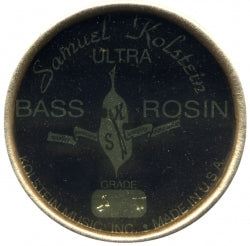 Samuel Kolstein
ULTRA
BASS ROSIN
GRADE
KOLSTEIN MUSIC, INC. • MADE IN U.S.A.